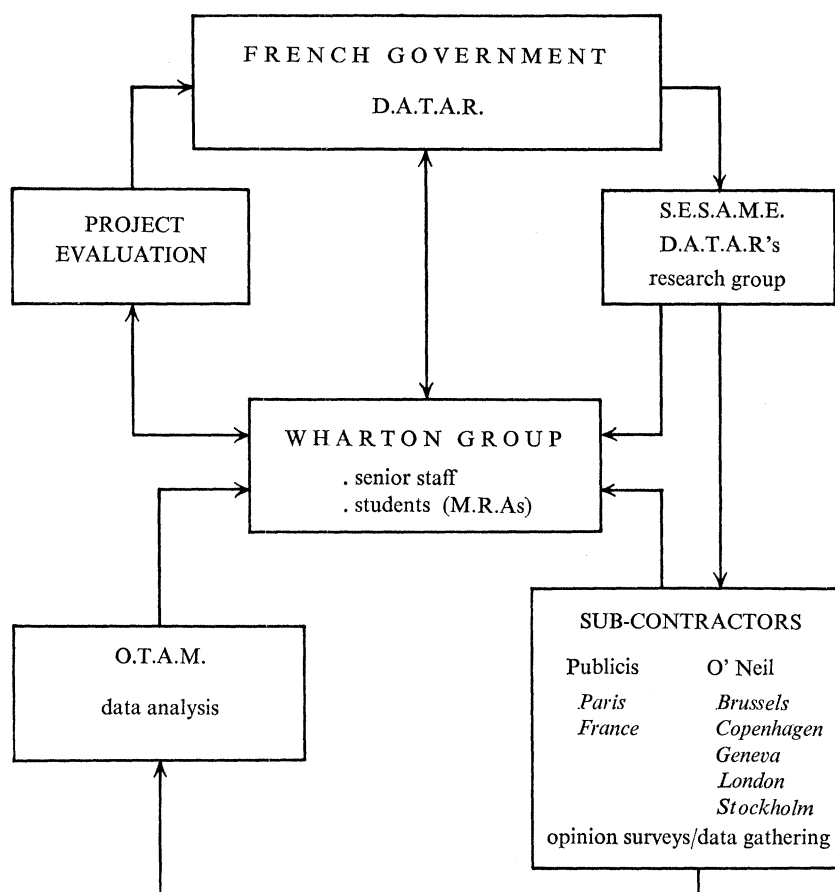 FRENCH GOVERNMENT
D.A.T.A.R.
PROJECT
EVALUATION
S.E.S.A.M.E.
D.A.T.A.R's
research group
WHARTON GROUP
. senior staff
. students (M.R.As)
O.T.A.M.
data analysis
SUB-CONTRACTORS
Publicis O' Neil
Paris Brussels
France Copenhagen
Geneva
London
Stockholm
opinion surveys/data gathering